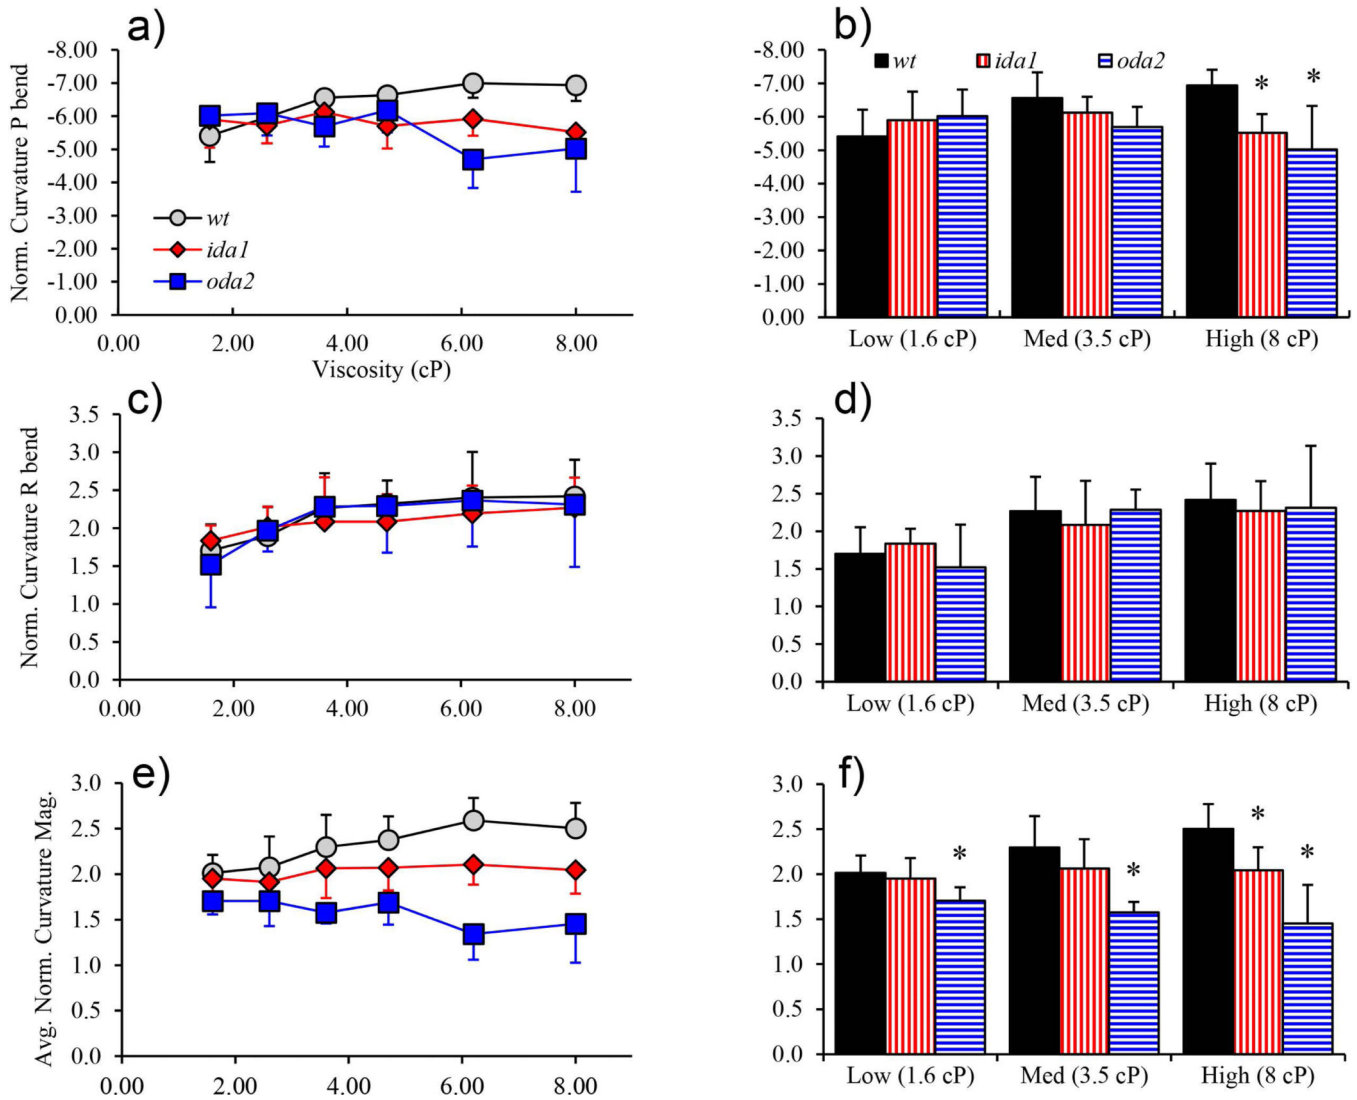 a)
Norm. Curvature P bend
-8.00
-7.00
-6.00
-5.00
-4.00
-3.00
-2.00
-1.00
0.00
wt
ida1
oda2
0.00 2.00 4.00 6.00 8.00
Viscosity (cP)
b)
-8.00
-7.00
-6.00
-5.00
-4.00
-3.00
-2.00
-1.00
-0.00
wt ida1 oda2
* *
Low (1.6 cP) Med (3.5 cP) High (8 cP)
c)
Norm. Curvature R bend
3.5
3.0
2.5
2.0
1.5
1.0
0.5
0.0
0.00 2.00 4.00 6.00 8.00
d)
3.5
3.0
2.5
2.0
1.5
1.0
0.5
0.0
Low (1.6 cP) Med (3.5 cP) High (8 cP)
e)
Avg. Norm. Curvature Mag.
3.0
2.5
2.0
1.5
1.0
0.5
0.0
0.00 2.00 4.00 6.00 8.00
f)
3.0
2.5
2.0
1.5
1.0
0.5
0.0
* * * *
Low (1.6 cP) Med (3.5 cP) High (8 cP)